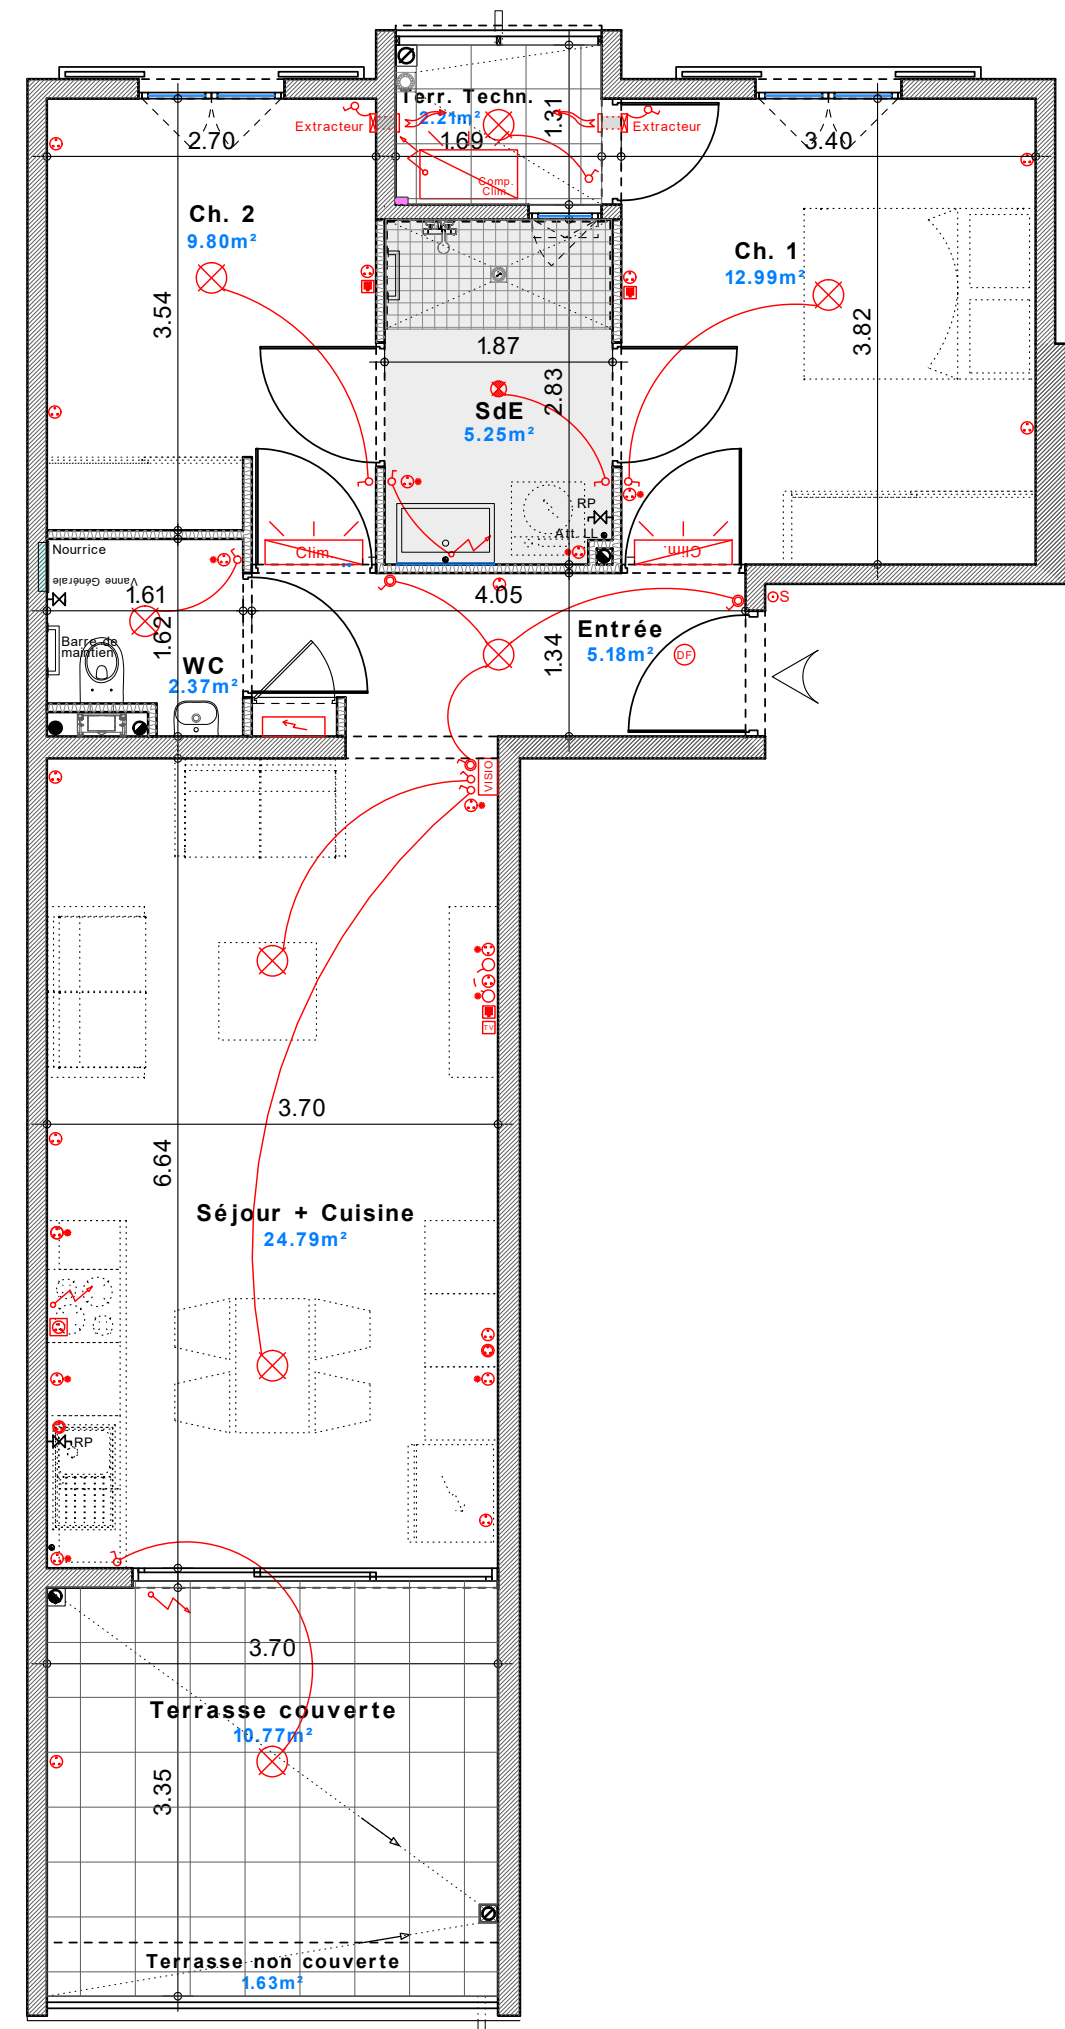 Terr. Techn.
2.21m²
1.31
Extracteur
Extracteur
2.70
1.69
3.40
Comp.
Clim.
Ch. 2
9.80m²
Ch. 1
12.99m²
3.54
3.82
1.87
2.83
SdE
5.25m²
RP
Att. LL
Clim.
Clim.
Nourrice
Vanne Générale
1.61
4.05
S
1.62
Barre de
maintien
WC
2.37m²
Entrée
5.18m²
1.34
DF
VISIO
TV
3.70
6.64
Séjour + Cuisine
24.79m²
RP
3.70
Terrasse couverte
10.77m²
3.35
Terrasse non couverte
1.63m²